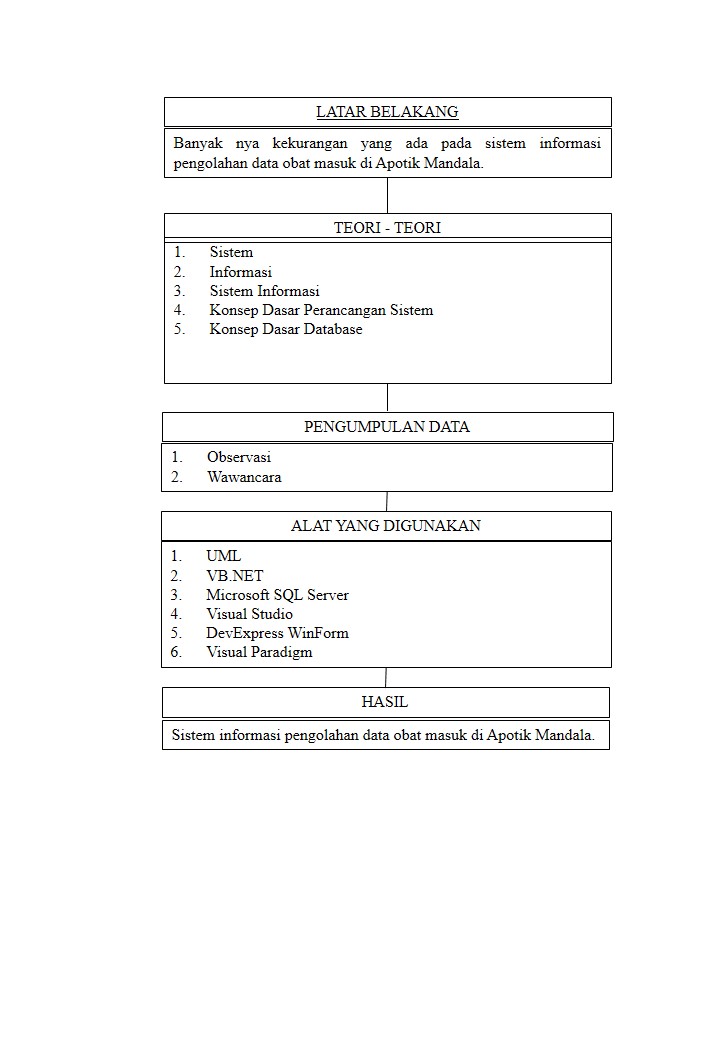 LATAR BELAKANG
Banyak nya kekurangan yang ada pada sistem informasi
pengolahan data obat masuk di Apotik Mandala.
TEORI - TEORI
1. Sistem
2. Informasi
3. Sistem Informasi
4. Konsep Dasar Perancangan Sistem
5. Konsep Dasar Database
PENGUMPULAN DATA
1. Observasi
2. Wawancara
ALAT YANG DIGUNAKAN
1. UML
2. VB.NET
3. Microsoft SQL Server
4. Visual Studio
5. DevExpress WinForm
6. Visual Paradigm
HASIL
Sistem informasi pengolahan data obat masuk di Apotik Mandala.